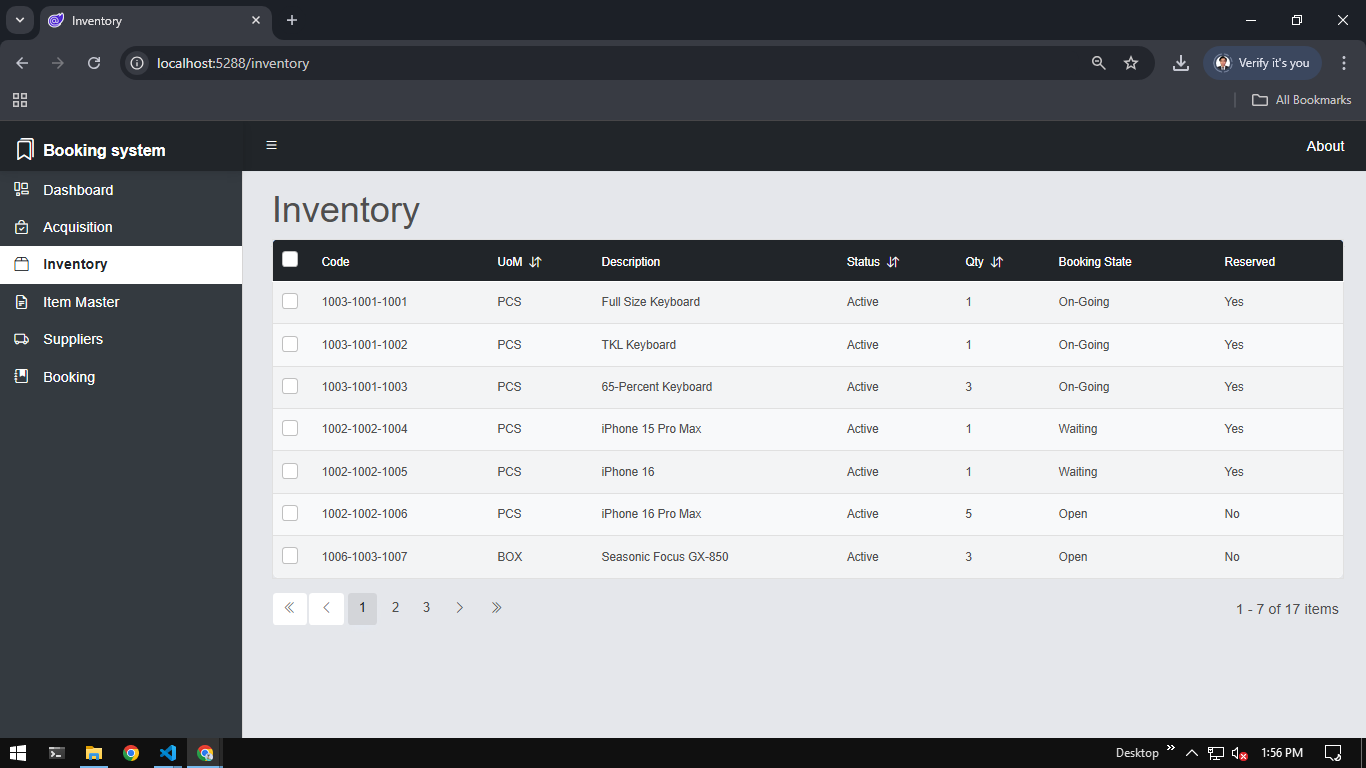 Inventory
localhost:5288/inventory
Verify it's you
All Bookmarks
Booking system
About
Dashboard
Acquisition
Inventory
Item Master
Suppliers
Booking
Inventory
Code UoM Description Status Qty Booking State Reserved
1003-1001-1001 PCS Full Size Keyboard Active 1 On-Going Yes
1003-1001-1002 PCS TKL Keyboard Active 1 On-Going Yes
1003-1001-1003 PCS 65-Percent Keyboard Active 3 On-Going Yes
1002-1002-1004 PCS iPhone 15 Pro Max Active 1 Waiting Yes
1002-1002-1005 PCS iPhone 16 Active 1 Waiting Yes
1002-1002-1006 PCS iPhone 16 Pro Max Active 5 Open No
1006-1003-1007 BOX Seasonic Focus GX-850 Active 3 Open No
1 2 3
1 - 7 of 17 items
Desktop
1:56 PM